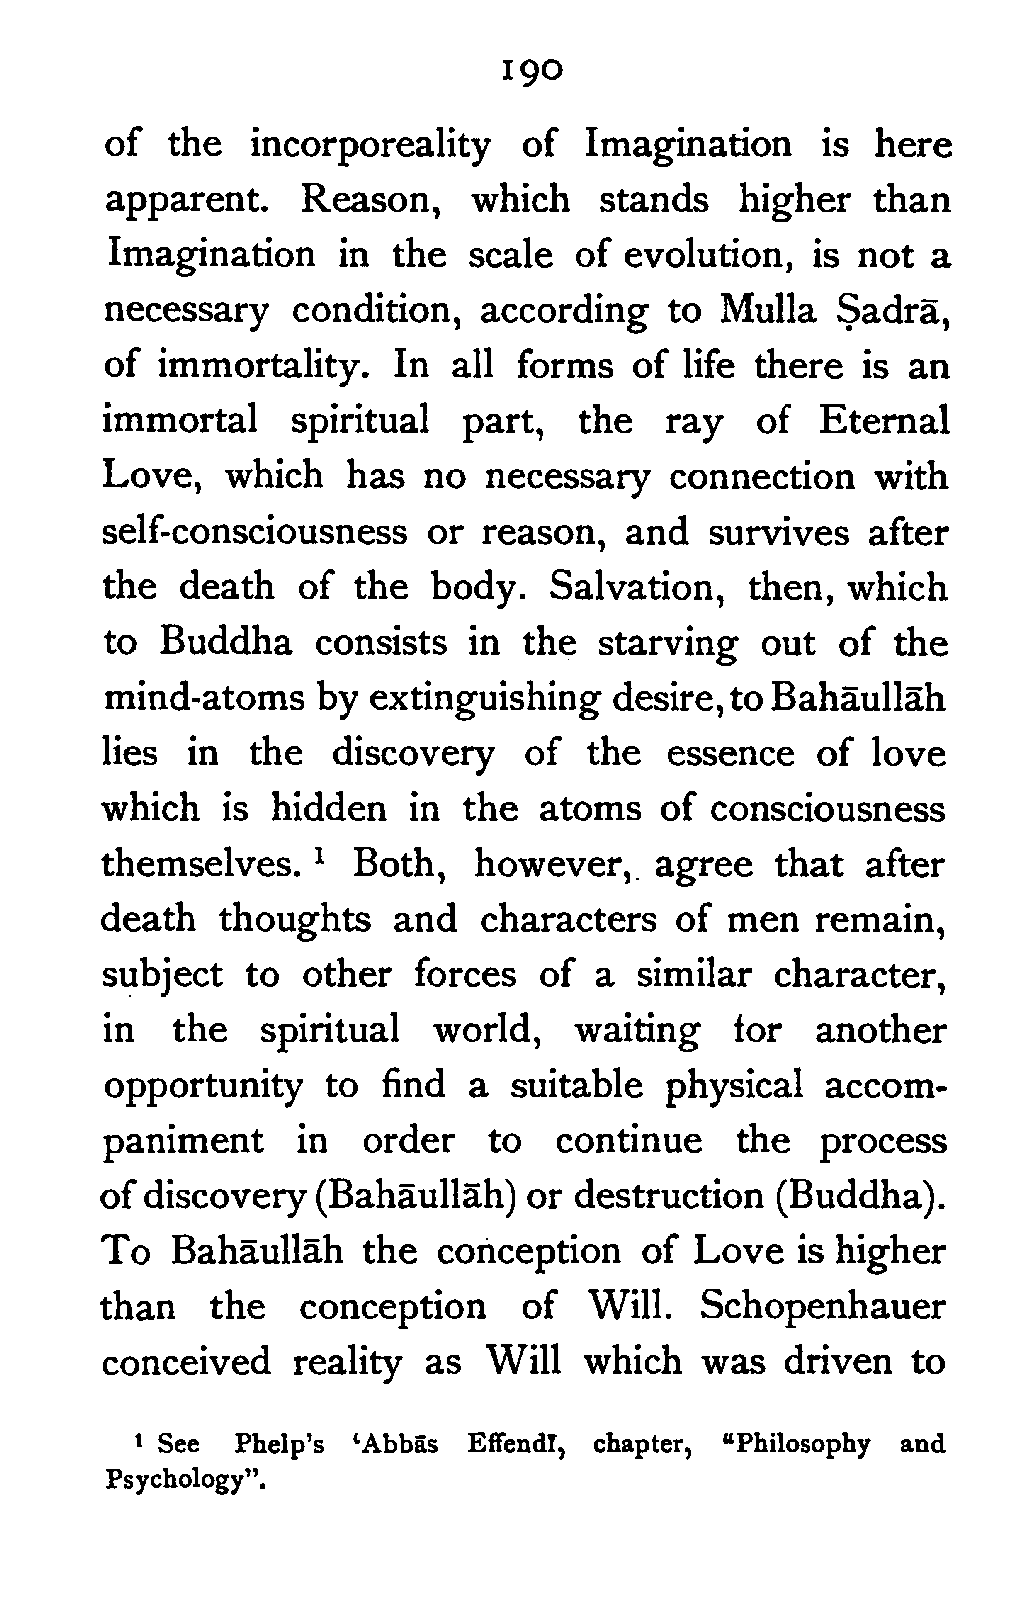 190
of the incorporeality of Imagination is here
apparent. Reason, which stands higher than
Imagination in the scale of evolution, is not a
necessary condition, according to Mulla Ṣadrā,
of immortality. In all forms of life there is an
immortal spiritual part, the ray of Eternal
Love, which has no necessary connection with
self-consciousness or reason, and survives after
the death of the body. Salvation, then, which
to Buddha consists in the starving out of the
mind-atoms by extinguishing desire, to Bahāullāh
lies in the discovery of the essence of love
which is hidden in the atoms of consciousness
themselves. ¹ Both, however, agree that after
death thoughts and characters of men remain,
subject to other forces of a similar character,
in the spiritual world, waiting for another
opportunity to find a suitable physical accom-
paniment in order to continue the process
of discovery (Bahāullāh) or destruction (Buddha).
To Bahāullāh the conception of Love is higher
than the conception of Will. Schopenhauer
conceived reality as Will which was driven to
¹ See Phelp's ‘Abbās Effendī, chapter, “Philosophy and
Psychology”.